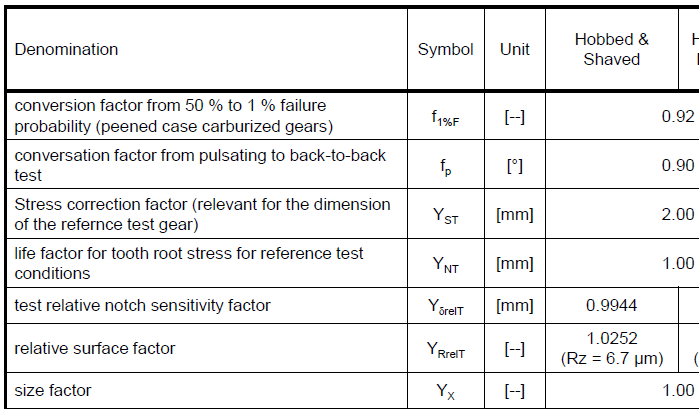 Denomination Symbol Unit Hobbed &
Shaved
conversion factor from 50 % to 1 % failure
probability (peened case carburized gears) f1%F [--] 0.92
conversation factor from pulsating to back-to-back
test fp [°] 0.90
Stress correction factor (relevant for the dimension
of the refernce test gear) YST [mm] 2.00
life factor for tooth root stress for reference test
conditions YNT [mm] 1.00
test relative notch sensitivity factor YδrelT [mm] 0.9944
relative surface factor YRrelT [--] 1.0252
(Rz = 6.7 µm) (
size factor YX [--] 1.00